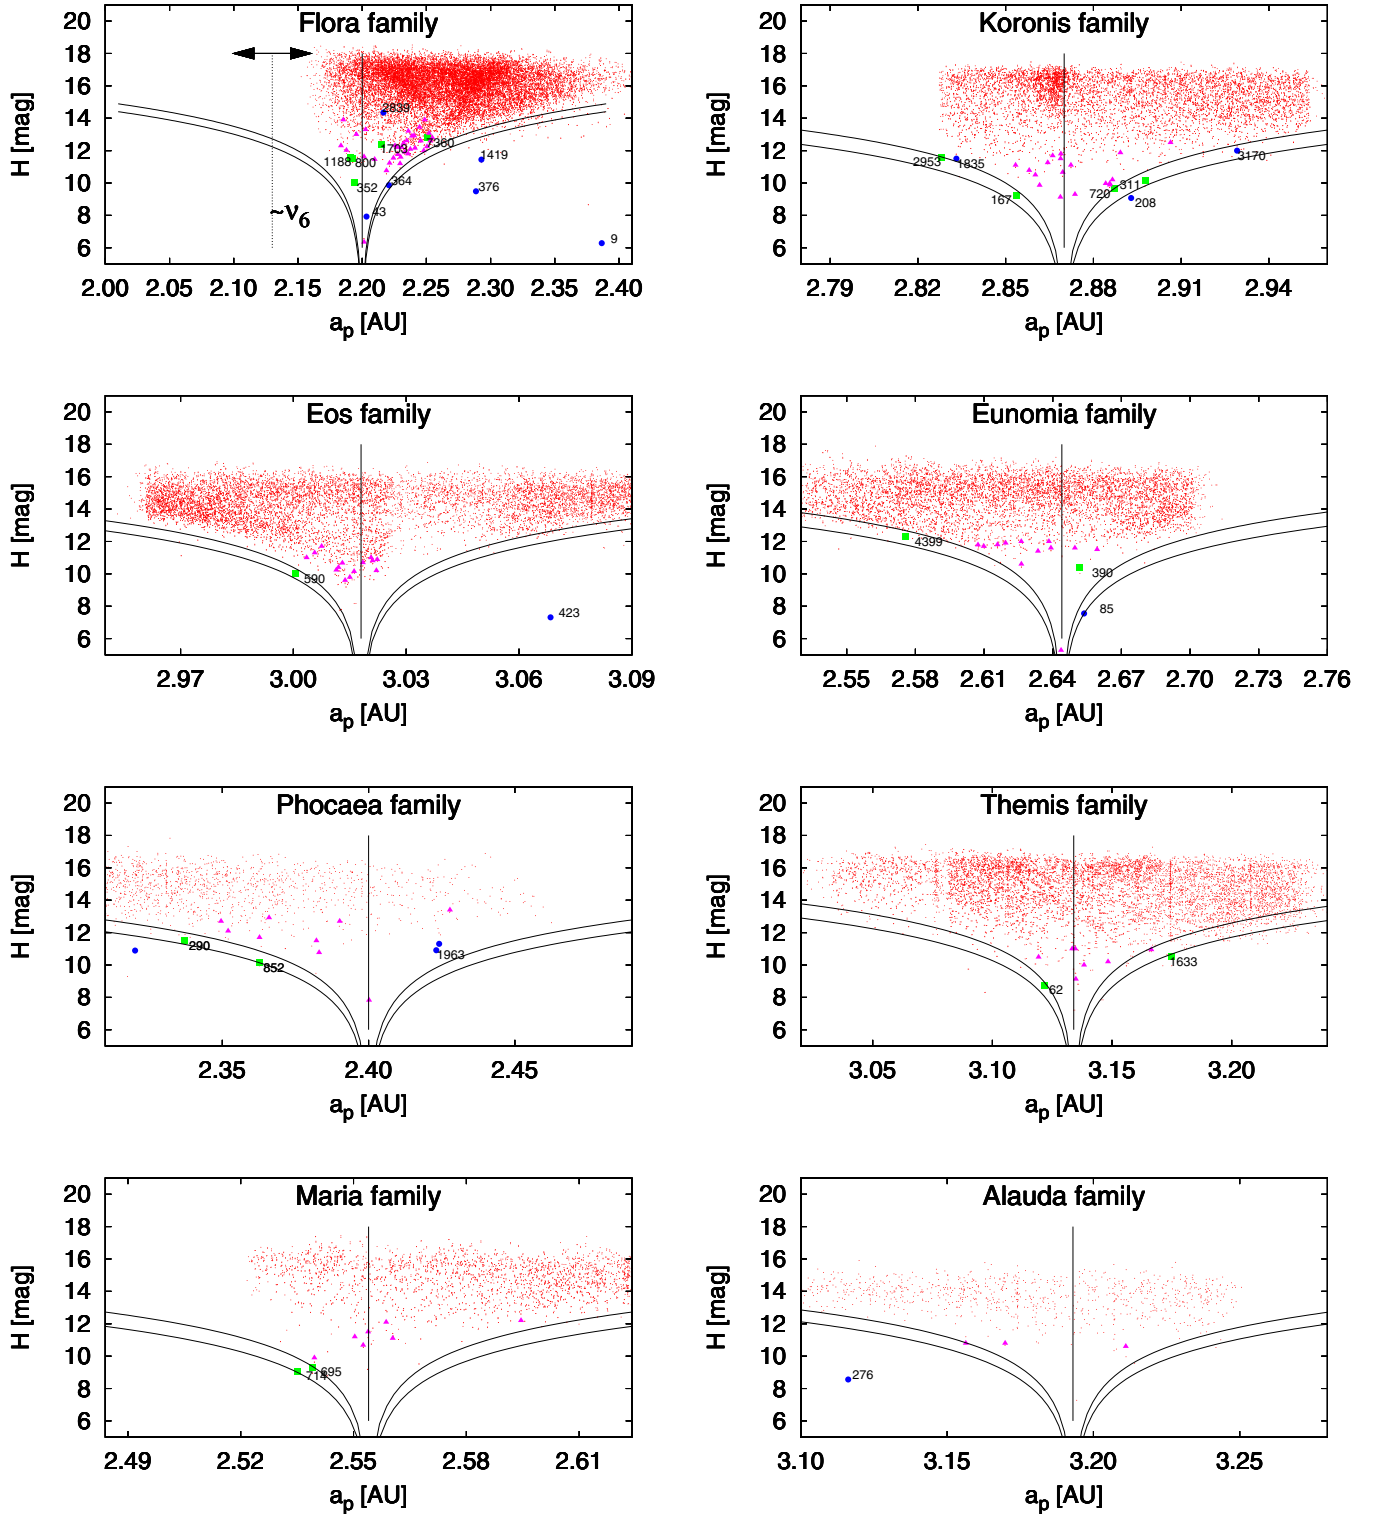 Flora family
H [mag]
20
18
16
14
12
10
8
6
2839
1703
7360
1188 800
1419
352
364
376
43
~ν6
9
2.00 2.05 2.10 2.15 2.20 2.25 2.30 2.35 2.40
ap [AU]
Koronis family
H [mag]
20
18
16
14
12
10
8
6
2953
1835
3170
167
720
311
208
2.79 2.82 2.85 2.88 2.91 2.94
ap [AU]
Eos family
H [mag]
20
18
16
14
12
10
8
6
590
423
2.97 3.00 3.03 3.06 3.09
ap [AU]
Eunomia family
H [mag]
20
18
16
14
12
10
8
6
4399
390
85
2.55 2.58 2.61 2.64 2.67 2.70 2.73 2.76
ap [AU]
Phocaea family
H [mag]
20
18
16
14
12
10
8
6
290
852
1963
2.35 2.40 2.45
ap [AU]
Themis family
H [mag]
20
18
16
14
12
10
8
6
62
1633
3.05 3.10 3.15 3.20
ap [AU]
Maria family
H [mag]
20
18
16
14
12
10
8
6
695
714
2.49 2.52 2.55 2.58 2.61
ap [AU]
Alauda family
H [mag]
20
18
16
14
12
10
8
6
276
3.10 3.15 3.20 3.25
ap [AU]